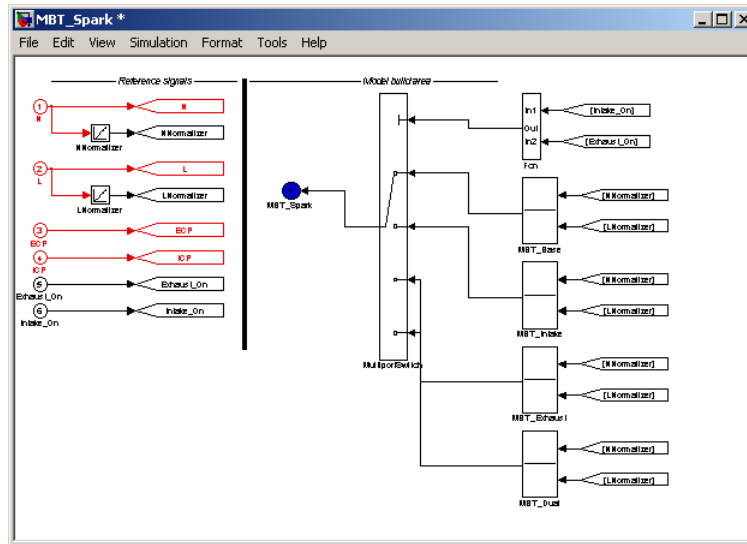 MBT_Spark *
File Edit View Simulation Format Tools Help
Reference signals
Model build area
1
N
N
NNormalizer
NNormalizer
2
L
L
LNormalizer
LNormalizer
3
ECP
ECP
4
ICP
ICP
5
Exhaust_On
Exhaust_On
6
Intake_On
Intake_On
MBT_Spark
MultiportSwitch
In1
Out
In2
Fcn
[Intake_On]
[Exhaust_On]
[NNormalizer]
[LNormalizer]
MBT_Base
[NNormalizer]
[LNormalizer]
MBT_Intake
[NNormalizer]
[LNormalizer]
MBT_Exhaust
[NNormalizer]
[LNormalizer]
MBT_Dual